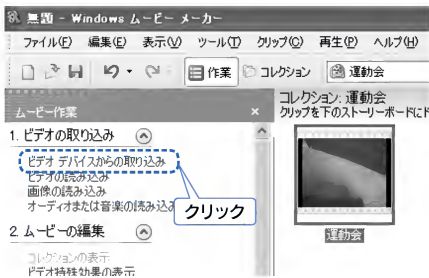 無題 - Windows ムービー メーカー
ファイル(F) 編集(E) 表示(V) ツール(T) クリップ(C) 再生(P) ヘルプ(H)
作業 コレクション 運動会
ムービー作業 ×
コレクション: 運動会
クリップを下のストーリーボードにド
1. ビデオの取り込み
ビデオ デバイスからの取り込み
ビデオの読み込み
画像の読み込み
オーディオまたは音楽の読み込み
クリック
運動会
2. ムービーの編集
コレクションの表示
ビデオ特殊効果の表示